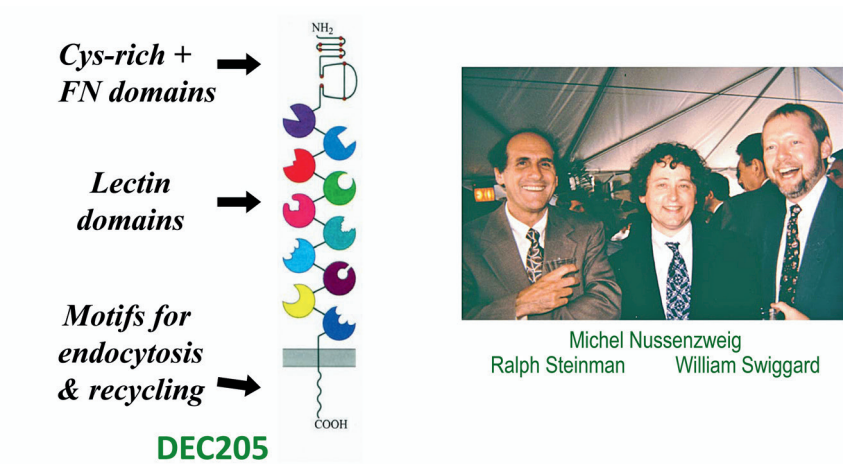 Cys-rich +
FN domains
Lectin
domains
Motifs for
endocytosis
& recycling
NH2
COOH
DEC205
Michel Nussenzweig
Ralph Steinman William Swiggard